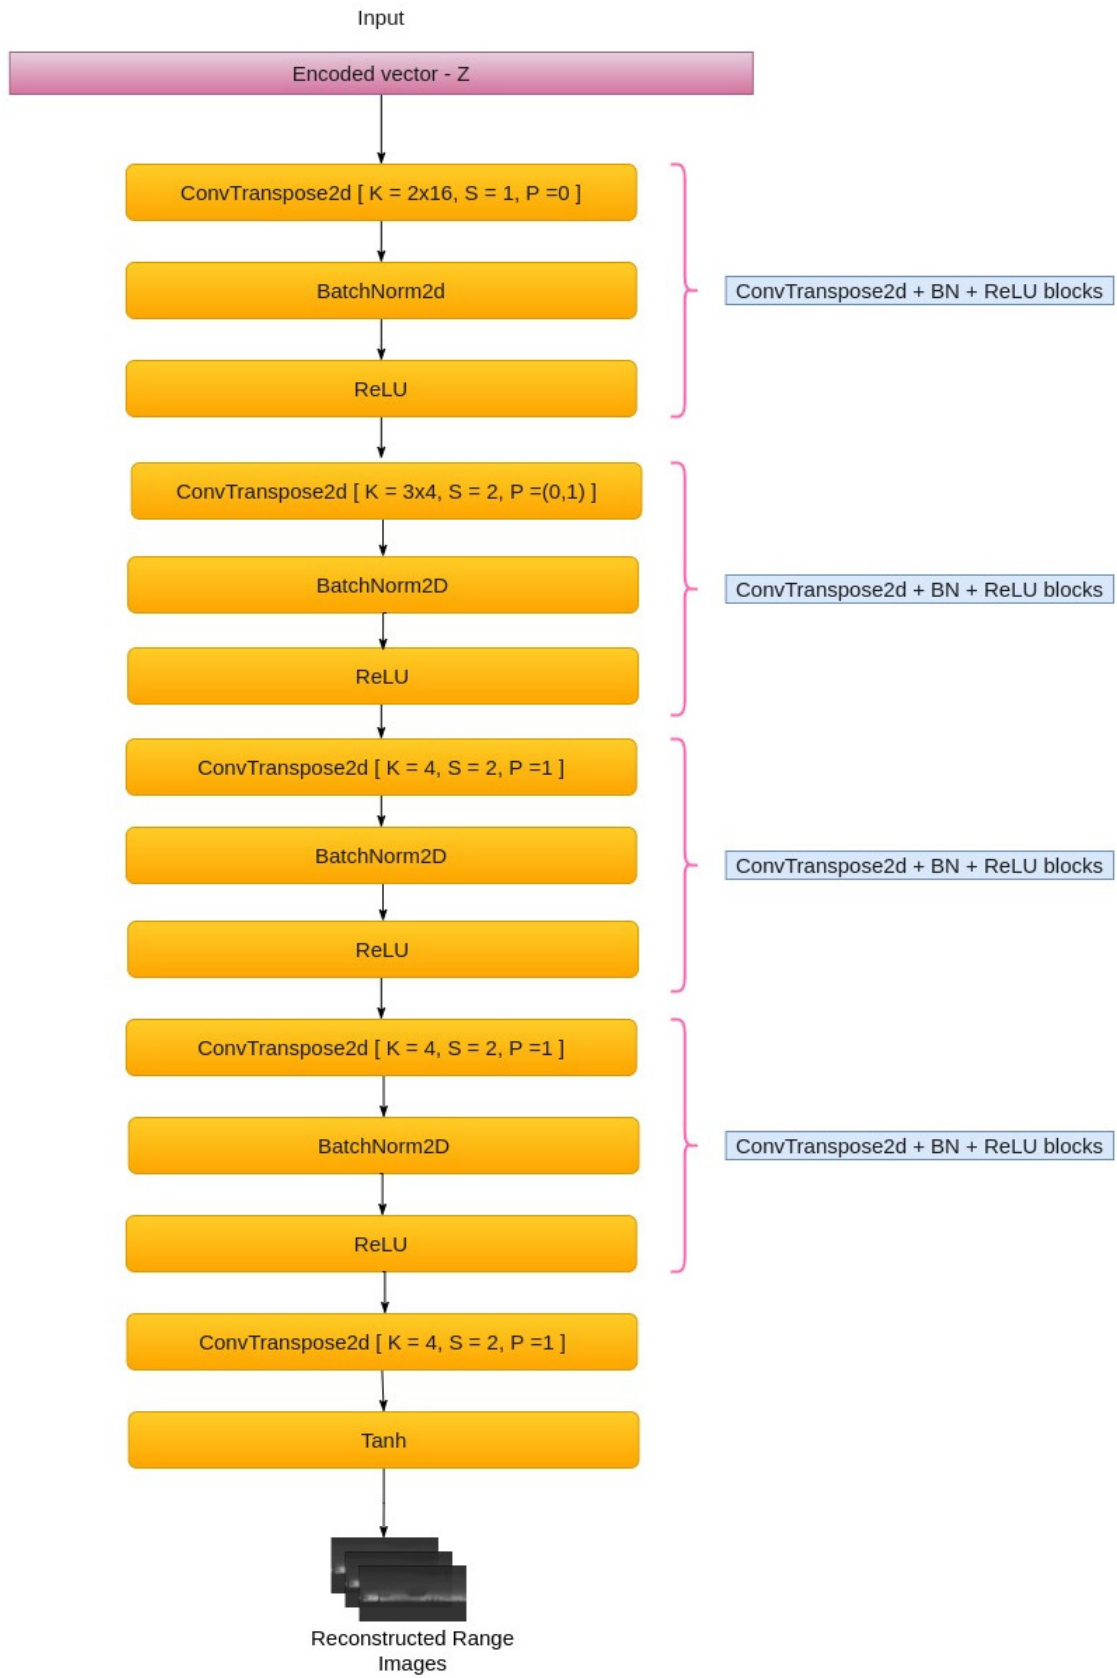 Input
Encoded vector - Z
ConvTranspose2d [ K = 2x16, S = 1, P =0 ]
BatchNorm2d
ConvTranspose2d + BN + ReLU blocks
ReLU
ConvTranspose2d [ K = 3x4, S = 2, P =(0,1) ]
BatchNorm2D
ConvTranspose2d + BN + ReLU blocks
ReLU
ConvTranspose2d [ K = 4, S = 2, P =1 ]
BatchNorm2D
ConvTranspose2d + BN + ReLU blocks
ReLU
ConvTranspose2d [ K = 4, S = 2, P =1 ]
BatchNorm2D
ConvTranspose2d + BN + ReLU blocks
ReLU
ConvTranspose2d [ K = 4, S = 2, P =1 ]
Tanh
Reconstructed Range
Images